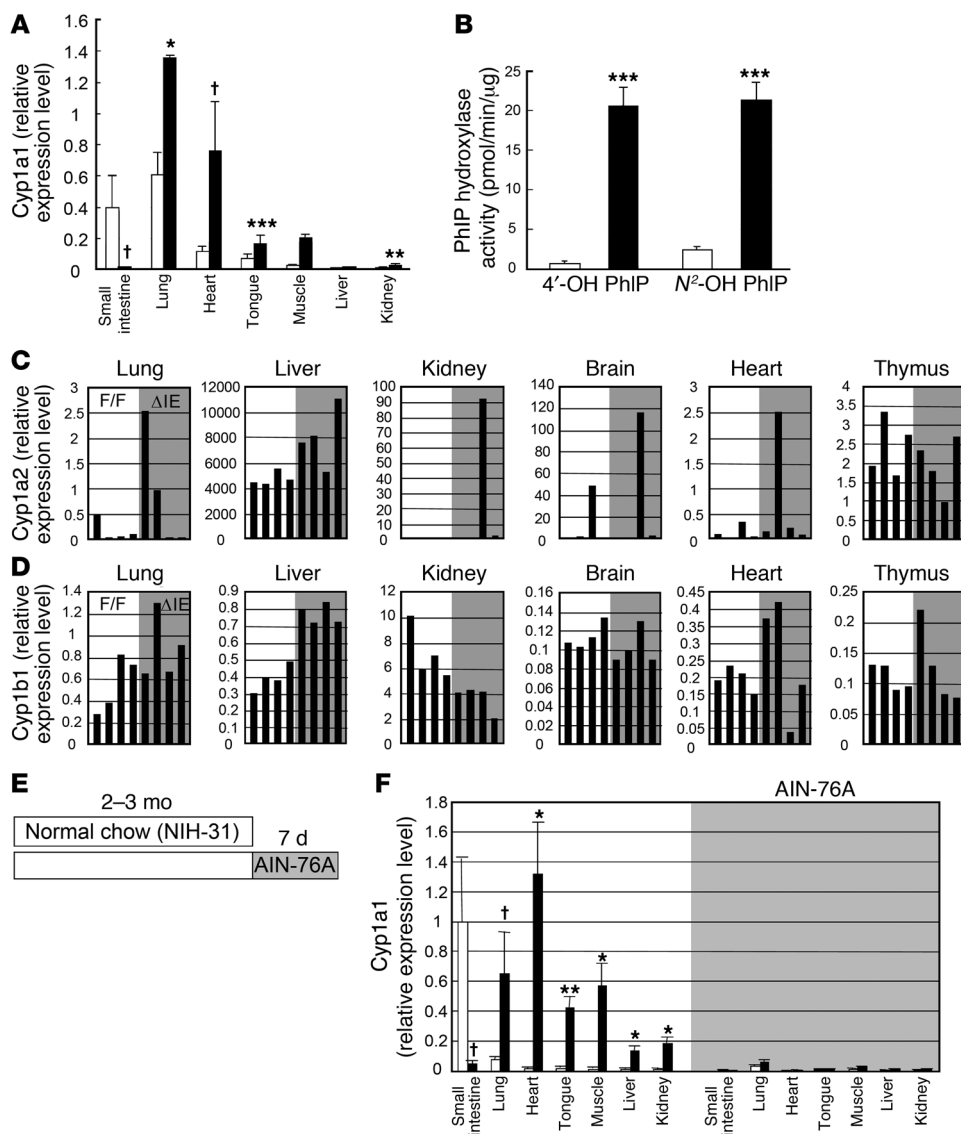 A
Cyp1a1 (relative
expression level)
1.6
1.4
1.2
1
0.8
0.6
0.4
0.2
0
*
†
†
***
**
Small
intestine
Lung
Heart
Tongue
Muscle
Liver
Kidney
B
PhIP hydroxylase
activity (pmol/min/μg)
25
20
15
10
5
0
***
***
4′-OH PhIP
N²-OH PhIP
C
Cyp1a2 (relative
expression level)
Lung
F/F
ΔIE
3
2.5
2
1.5
1
0.5
0
Liver
12000
10000
8000
6000
4000
2000
0
Kidney
100
90
80
70
60
50
40
30
20
10
0
Brain
140
120
100
80
60
40
20
0
Heart
3
2.5
2
1.5
1
0.5
0
Thymus
4
3.5
3
2.5
2
1.5
1
0.5
0
D
Cyp1b1 (relative
expression level)
Lung
F/F
ΔIE
1.4
1.2
1
0.8
0.6
0.4
0.2
0
Liver
0.9
0.8
0.7
0.6
0.5
0.4
0.3
0.2
0.1
0
Kidney
12
10
8
6
4
2
0
Brain
0.16
0.14
0.12
0.10
0.08
0.06
0.04
0.02
0
Heart
0.45
0.4
0.35
0.3
0.25
0.2
0.15
0.1
0.05
0
Thymus
0.25
0.20
0.15
0.10
0.05
0
E
2–3 mo
Normal chow (NIH-31)
7 d
AIN-76A
F
AIN-76A
Cyp1a1
(relative expression level)
1.8
1.6
1.4
1.2
1
0.8
0.6
0.4
0.2
0
†
†
*
**
*
*
*
Small
intestine
Lung
Heart
Tongue
Muscle
Liver
Kidney
Small
intestine
Lung
Heart
Tongue
Muscle
Liver
Kidney